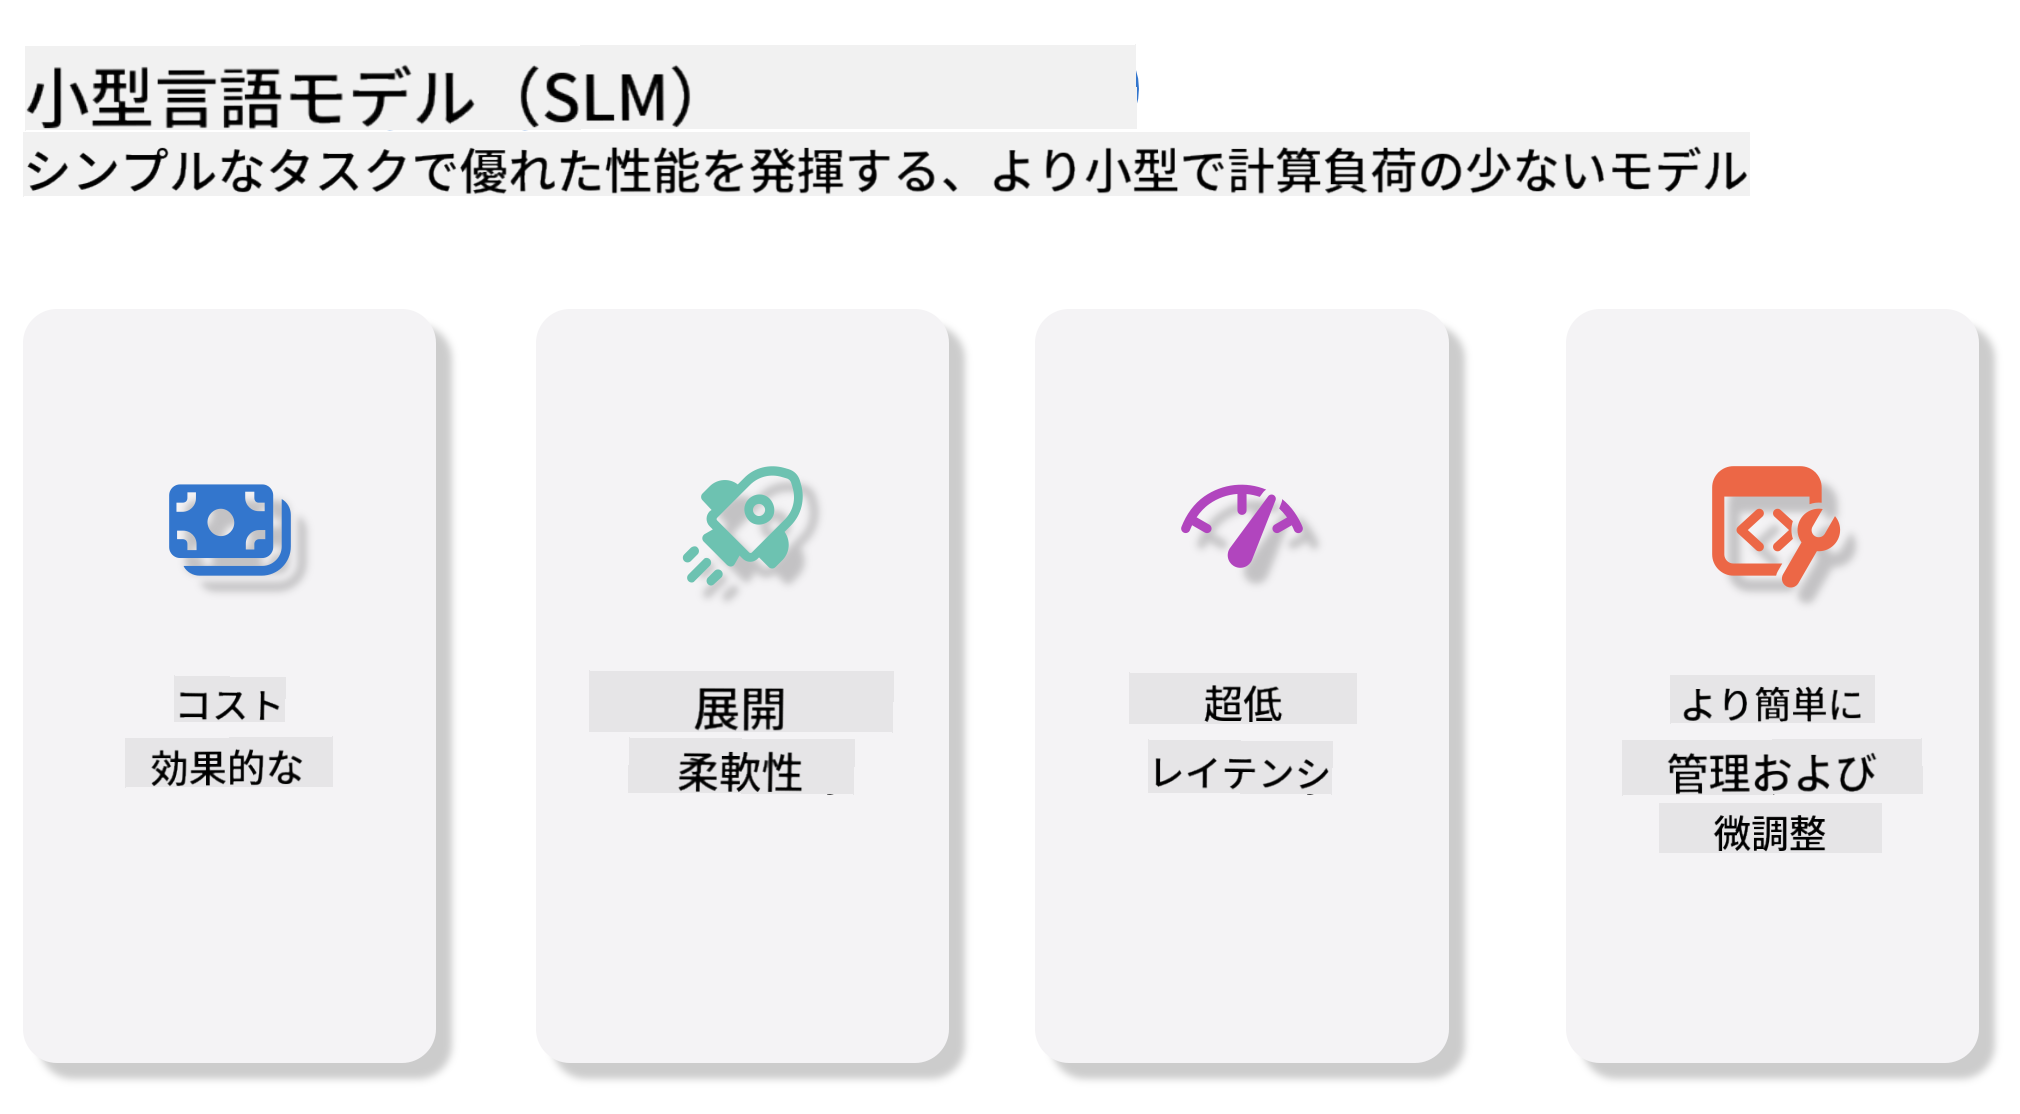 小型言語モデル（SLM）
シンプルなタスクで優れた性能を発揮する、より小型で計算負荷の少ないモデル
コスト
効果的な
展開
柔軟性
超低
レイテンシ
より簡単に
管理および
微調整